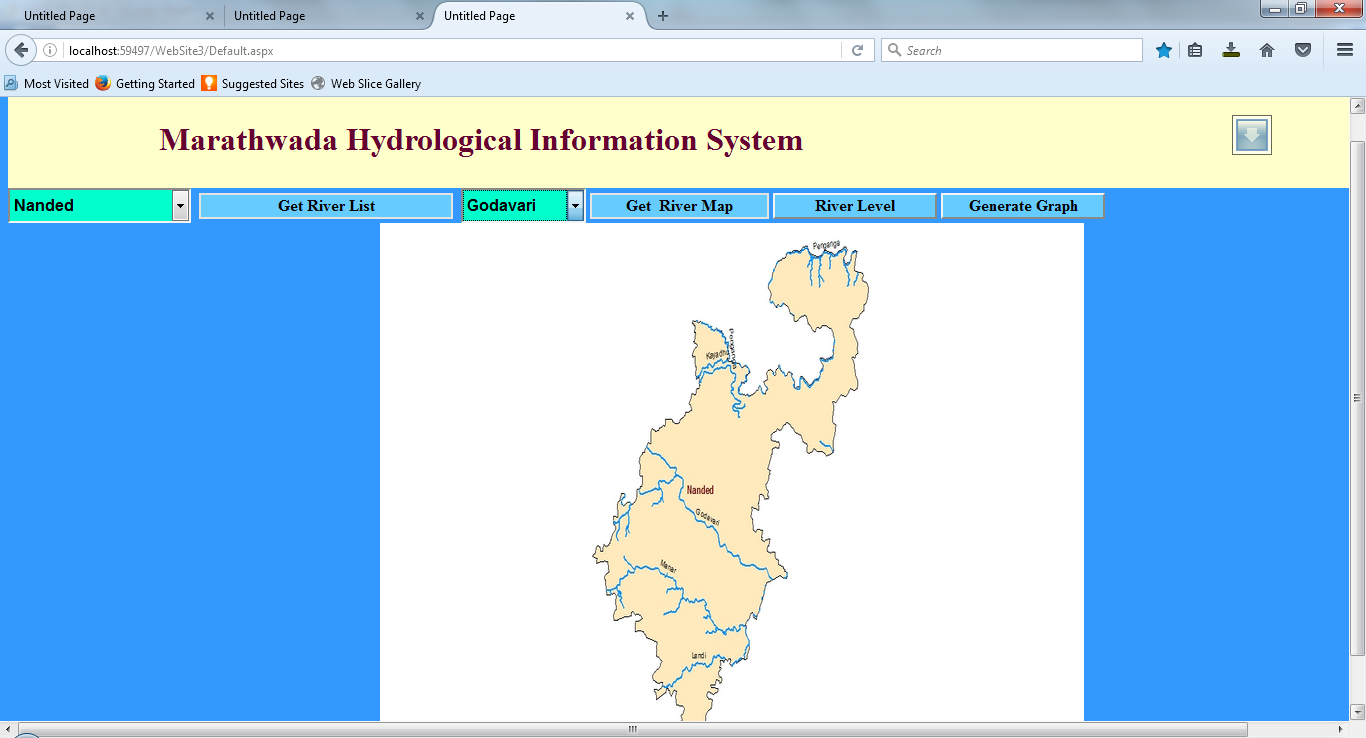 Untitled Page Untitled Page Untitled Page
localhost:59497/WebSite3/Default.aspx Search
Most Visited Getting Started Suggested Sites Web Slice Gallery
Marathwada Hydrological Information System
Nanded Get River List Godavari Get River Map River Level Generate Graph
Penganga
Penganga
Kayadhu
Nanded
Godavari
Manar
Lendi